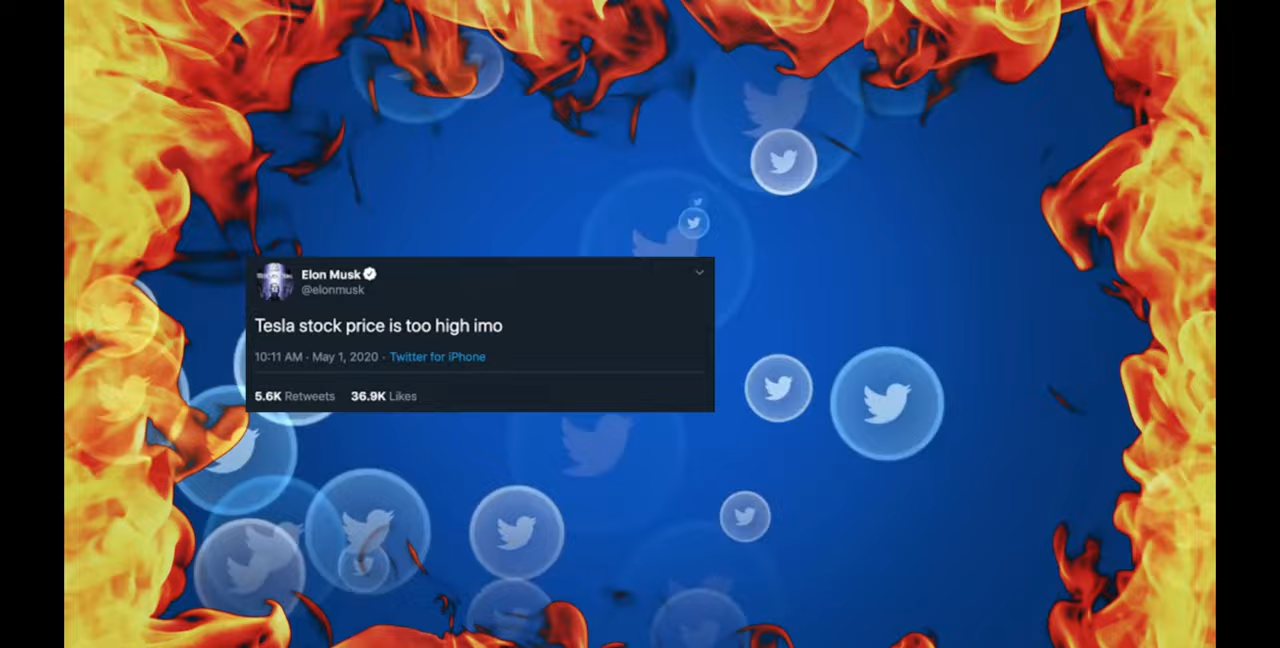 Elon Musk
@elonmusk
Tesla stock price is too high imo
10:11 AM - May 1, 2020 - Twitter for iPhone
5.6K Retweets 36.9K Likes